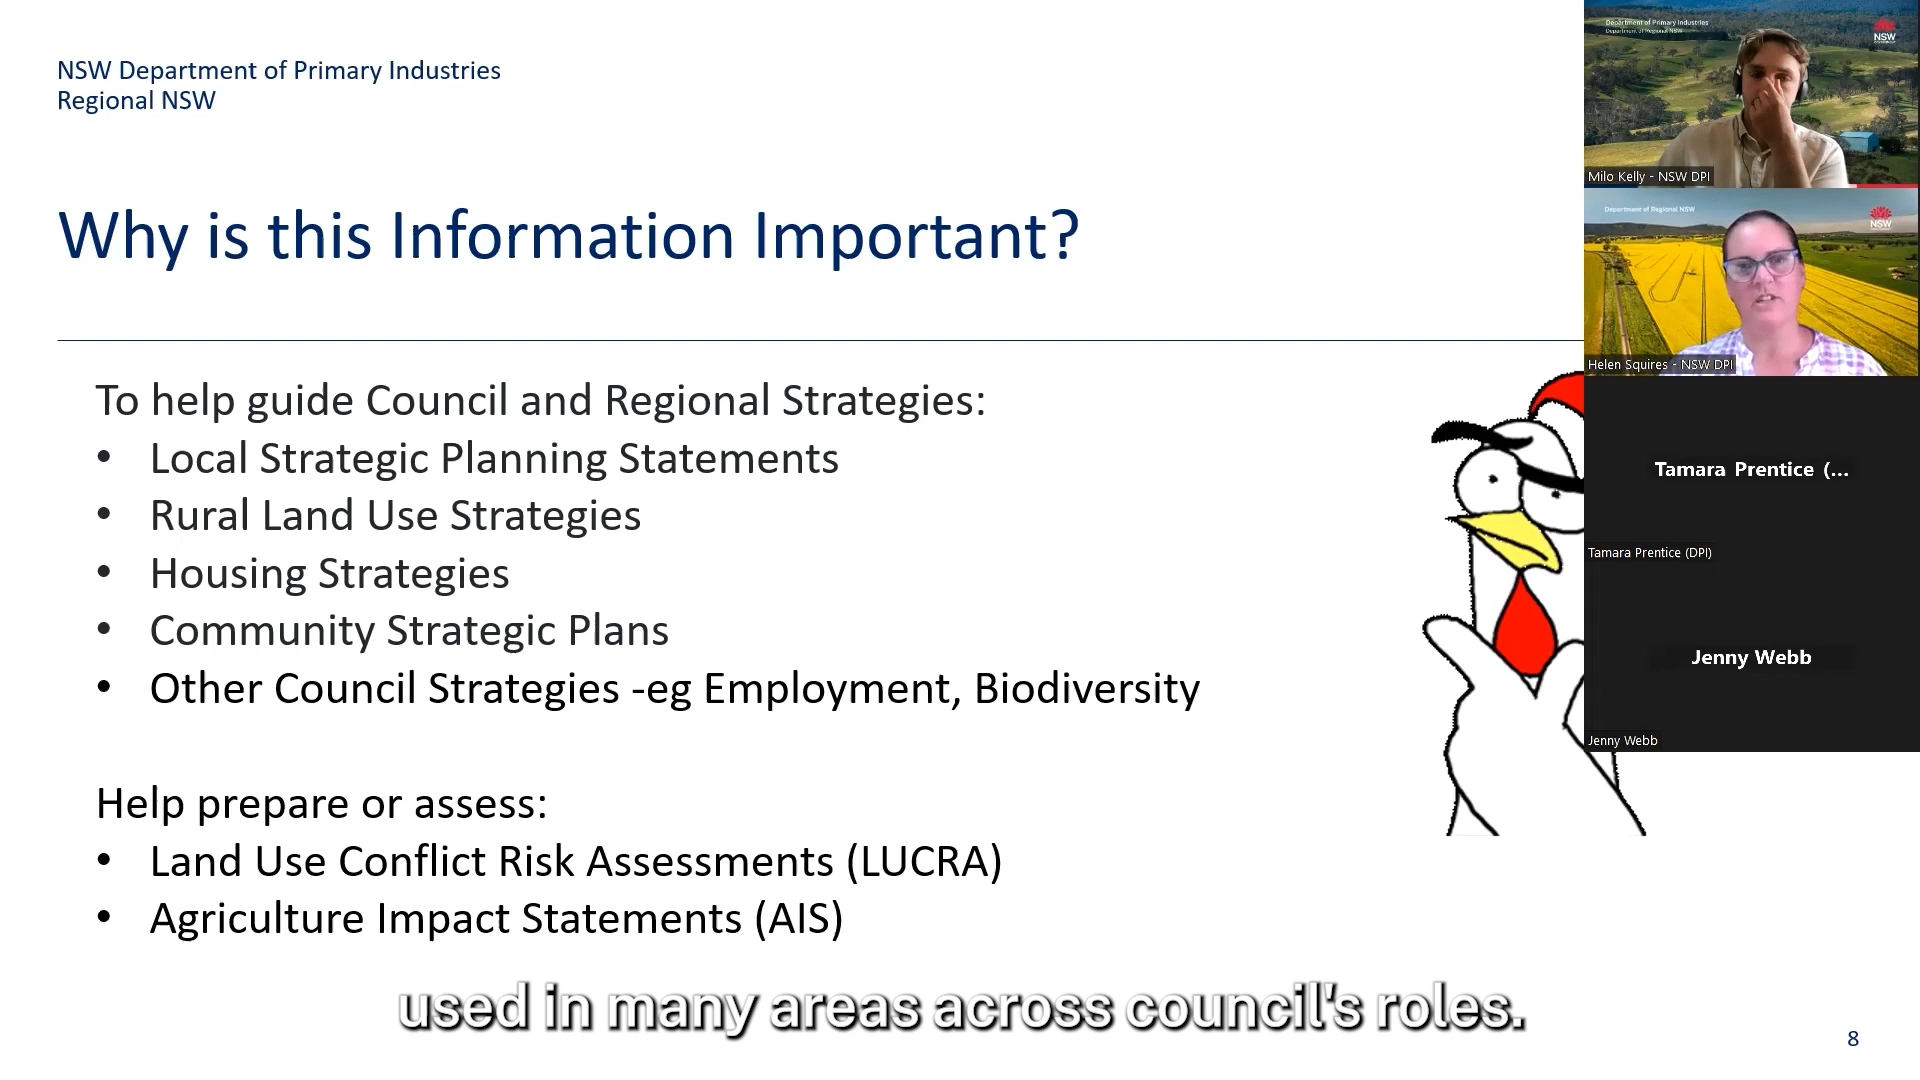 NSW Department of Primary Industries
Regional NSW
Why is this Information Important?
To help guide Council and Regional Strategies:
• Local Strategic Planning Statements
• Rural Land Use Strategies
• Housing Strategies
• Community Strategic Plans
• Other Council Strategies -eg Employment, Biodiversity
Help prepare or assess:
• Land Use Conflict Risk Assessments (LUCRA)
• Agriculture Impact Statements (AIS)
used in many areas across council's roles.
8
Department of Primary Industries
Department of Regional NSW
NSW
Milo Kelly - NSW DPI
Department of Regional NSW
NSW
Helen Squires - NSW DPI
Tamara Prentice (...
Tamara Prentice (DPI)
Jenny Webb
Jenny Webb